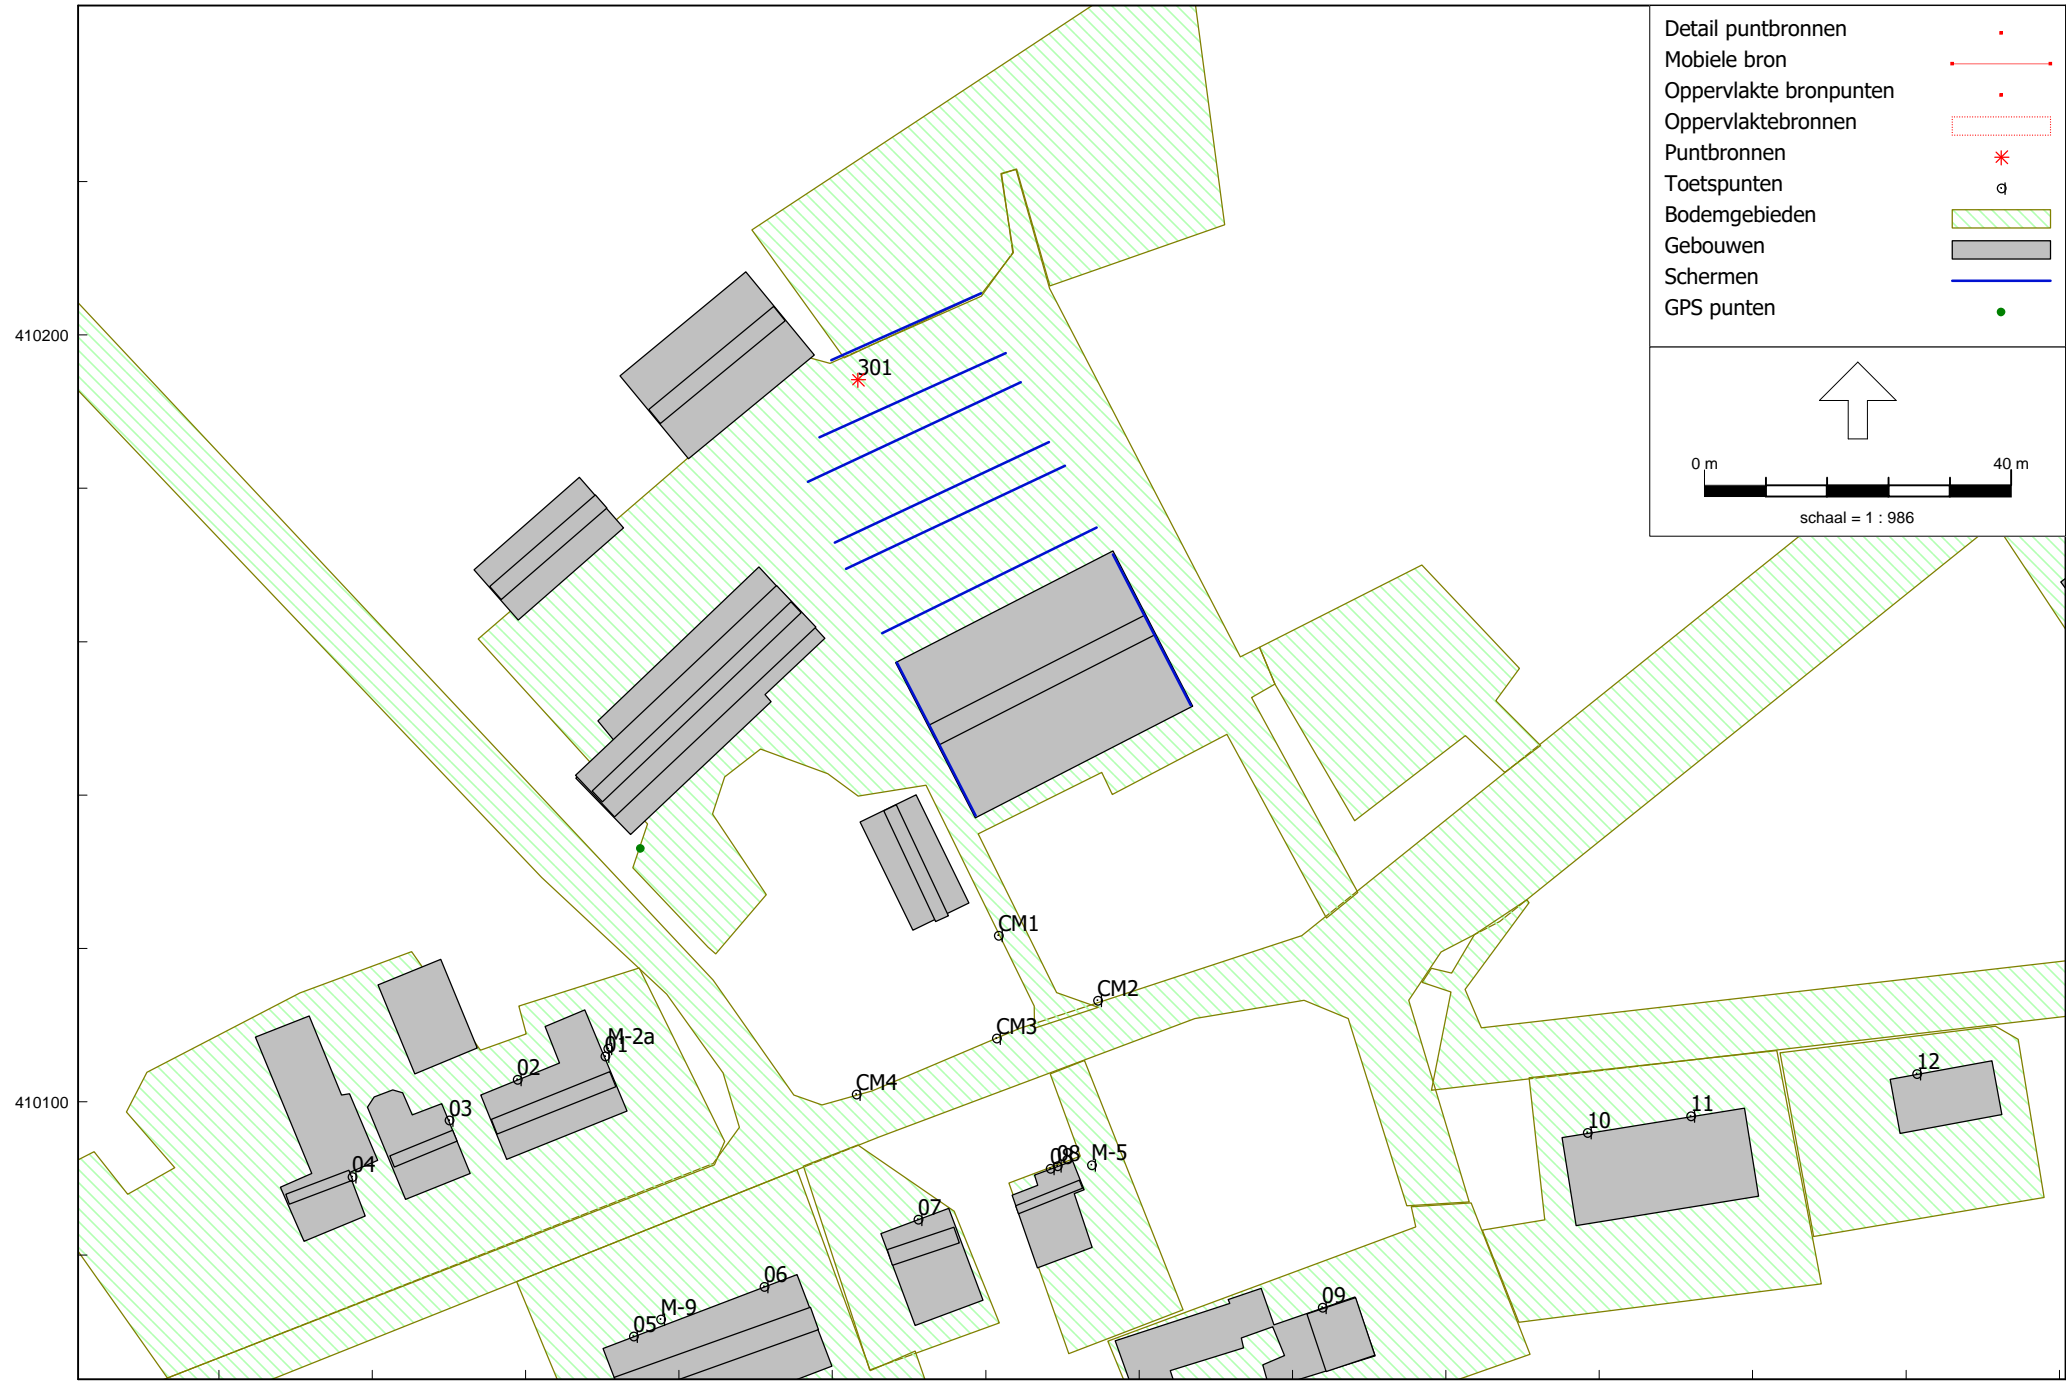 Detail puntbronnen
Mobiele bron
Oppervlakte bronpunten
Oppervlaktebronnen
Puntbronnen
Toetspunten
Bodemgebieden
Gebouwen
Schermen
GPS punten
410200
301
0 m 40 m
schaal = 1 : 986
CM1
CM2
CM3
M-2a
01
02
CM4
410100
03
12
11
10
04
08
08
M-5
07
06
M-9
05
09